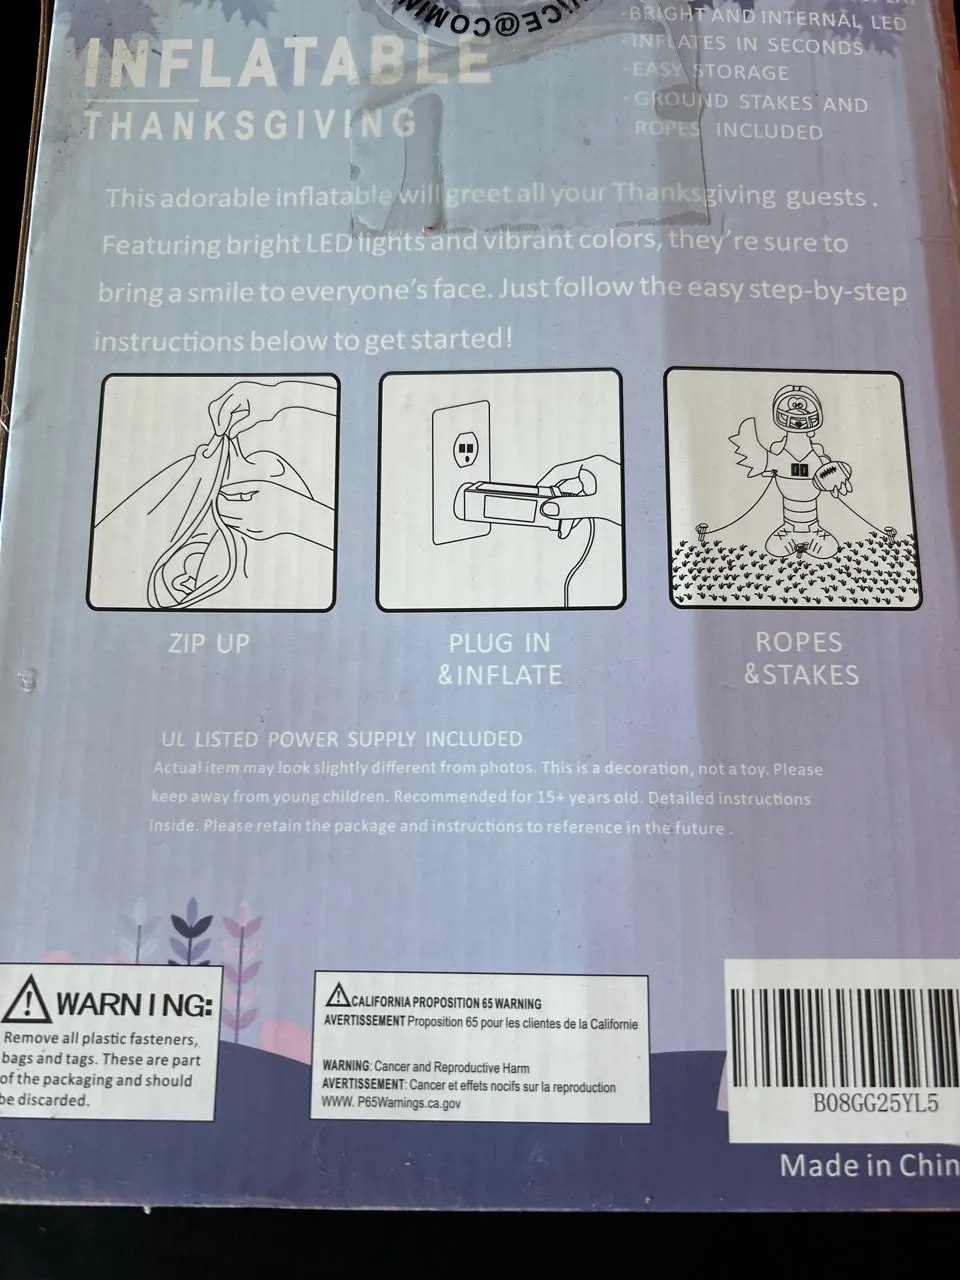 INFLATABLE
THANKSGIVING
·BRIGHT AND INTERNAL LED
·INFLATES IN SECONDS
·EASY STORAGE
·GROUND STAKES AND
ROPES INCLUDED
This adorable inflatable will greet all your Thanksgiving guests.
Featuring bright LED lights and vibrant colors, they're sure to
bring a smile to everyone's face. Just follow the easy step-by-step
instructions below to get started!
ZIP UP
PLUG IN
&INFLATE
ROPES
&STAKES
UL LISTED POWER SUPPLY INCLUDED
Actual item may look slightly different from photos. This is a decoration, not a toy. Please
keep away from young children. Recommended for 15+ years old. Detailed instructions
inside. Please retain the package and instructions to reference in the future.
WARNING:
Remove all plastic fasteners,
bags and tags. These are part
of the packaging and should
be discarded.
CALIFORNIA PROPOSITION 65 WARNING
AVERTISSEMENT Proposition 65 pour les clientes de la Californie
WARNING: Cancer and Reproductive Harm
AVERTISSEMENT: Cancer et effets nocifs sur la reproduction
WWW. P65Warnings.ca.gov
B08GG25YL5
Made in Chin